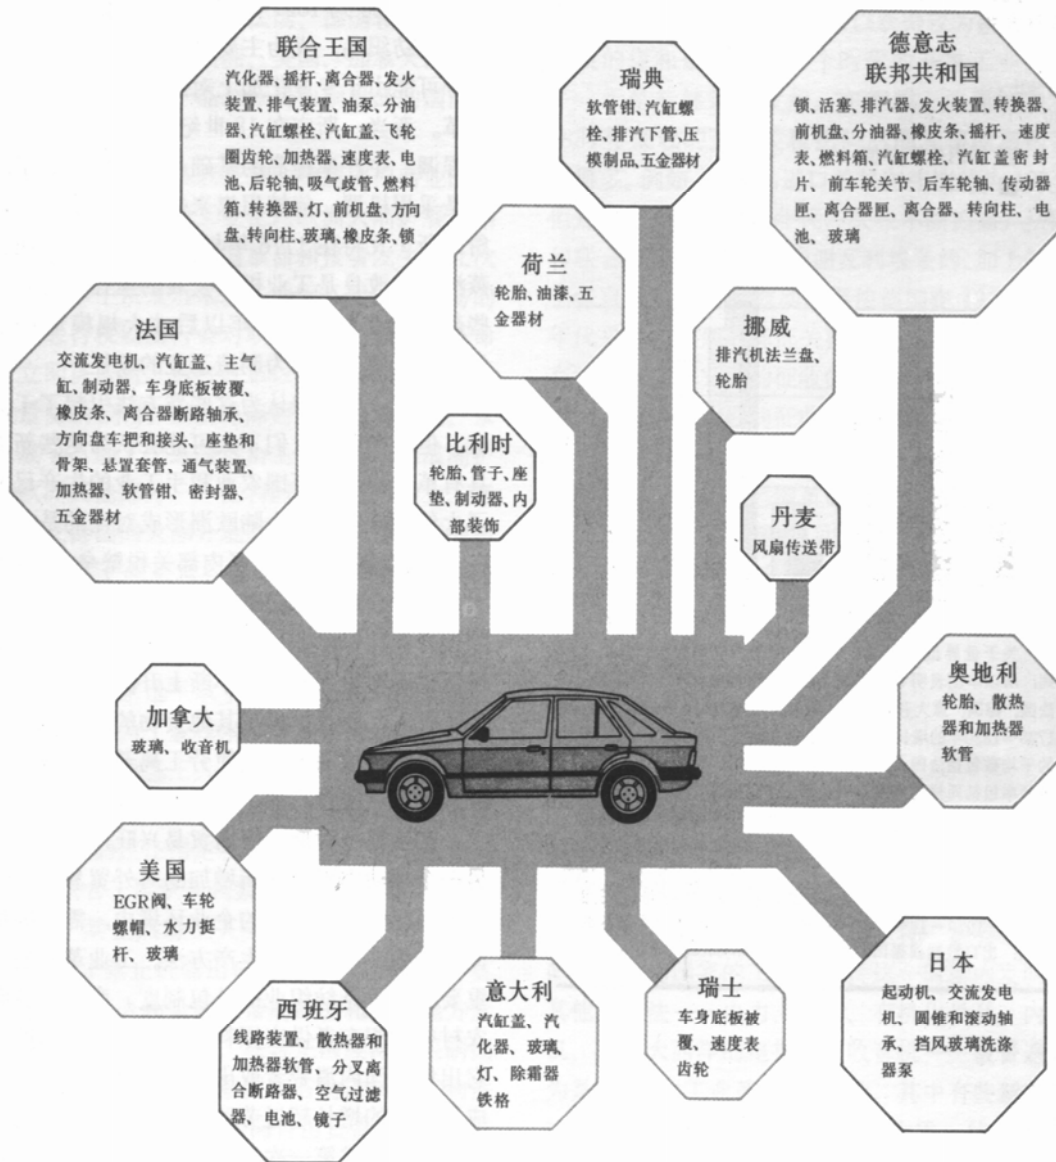 联合王国
汽化器、摇杆、离合器、发火
装置、排气装置、油泵、分油
器、汽缸螺栓、汽缸盖、飞轮
圈齿轮、加热器、速度表、电
池、后轮轴、吸气歧管、燃料
箱、转换器、灯、前机盘、方向
盘、转向柱、玻璃、橡皮条、锁
瑞典
软管钳、汽缸螺
栓、排汽下管、压
模制品、五金器材
德意志
联邦共和国
锁、活塞、排汽器、发火装置、转换器、
前机盘、分油器、橡皮条、摇杆、速度
表、燃料箱、汽缸螺栓、汽缸盖密封
片、前车轮关节、后车轮轴、传动器
匣、离合器匣、离合器、转向柱、电
池、玻璃
荷兰
轮胎、油漆、五
金器材
挪威
排汽机法兰盘、
轮胎
法国
交流发电机、汽缸盖、主气
缸、制动器、车身底板被覆、
橡皮条、离合器断路轴承、
方向盘车把和接头、座垫和
骨架、悬置套管、通气装置、
加热器、软管钳、密封器、
五金器材
比利时
轮胎、管子、座
垫、制动器、内
部装饰
丹麦
风扇传送带
奥地利
轮胎、散热
器和加热器
软管
加拿大
玻璃、收音机
美国
EGR阀、车轮
螺帽、水力挺
杆、玻璃
西班牙
线路装置、散热器和
加热器软管、分叉离
合断路器、空气过滤
器、电池、镜子
意大利
汽缸盖、汽
化器、玻璃、
灯、除霜器
铁格
瑞士
车身底板被
覆、速度表
齿轮
日本
起动机、交流发电
机、圆锥和滚动轴
承、挡风玻璃洗涤
器泵